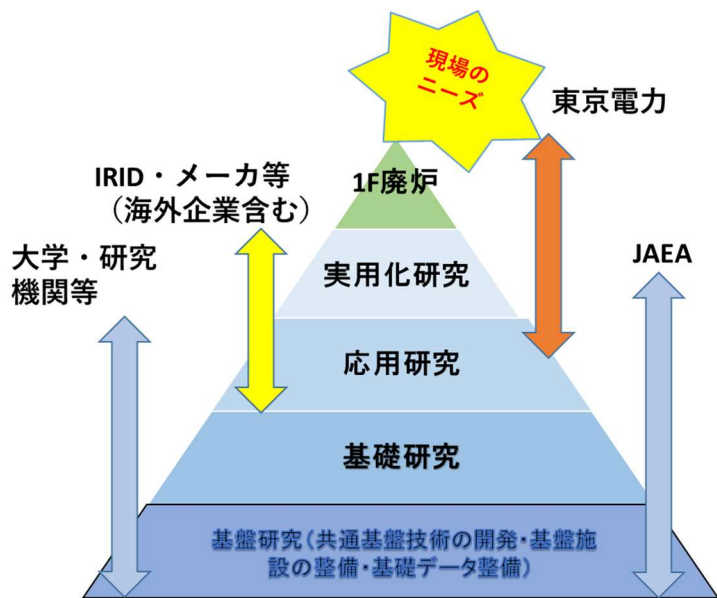 現場の
ニーズ
東京電力
IRID・メーカ等
（海外企業含む）
1F廃炉
大学・研究
機関等
JAEA
実用化研究
応用研究
基礎研究
基盤研究（共通基盤技術の開発・基盤施
設の整備・基礎データ整備）